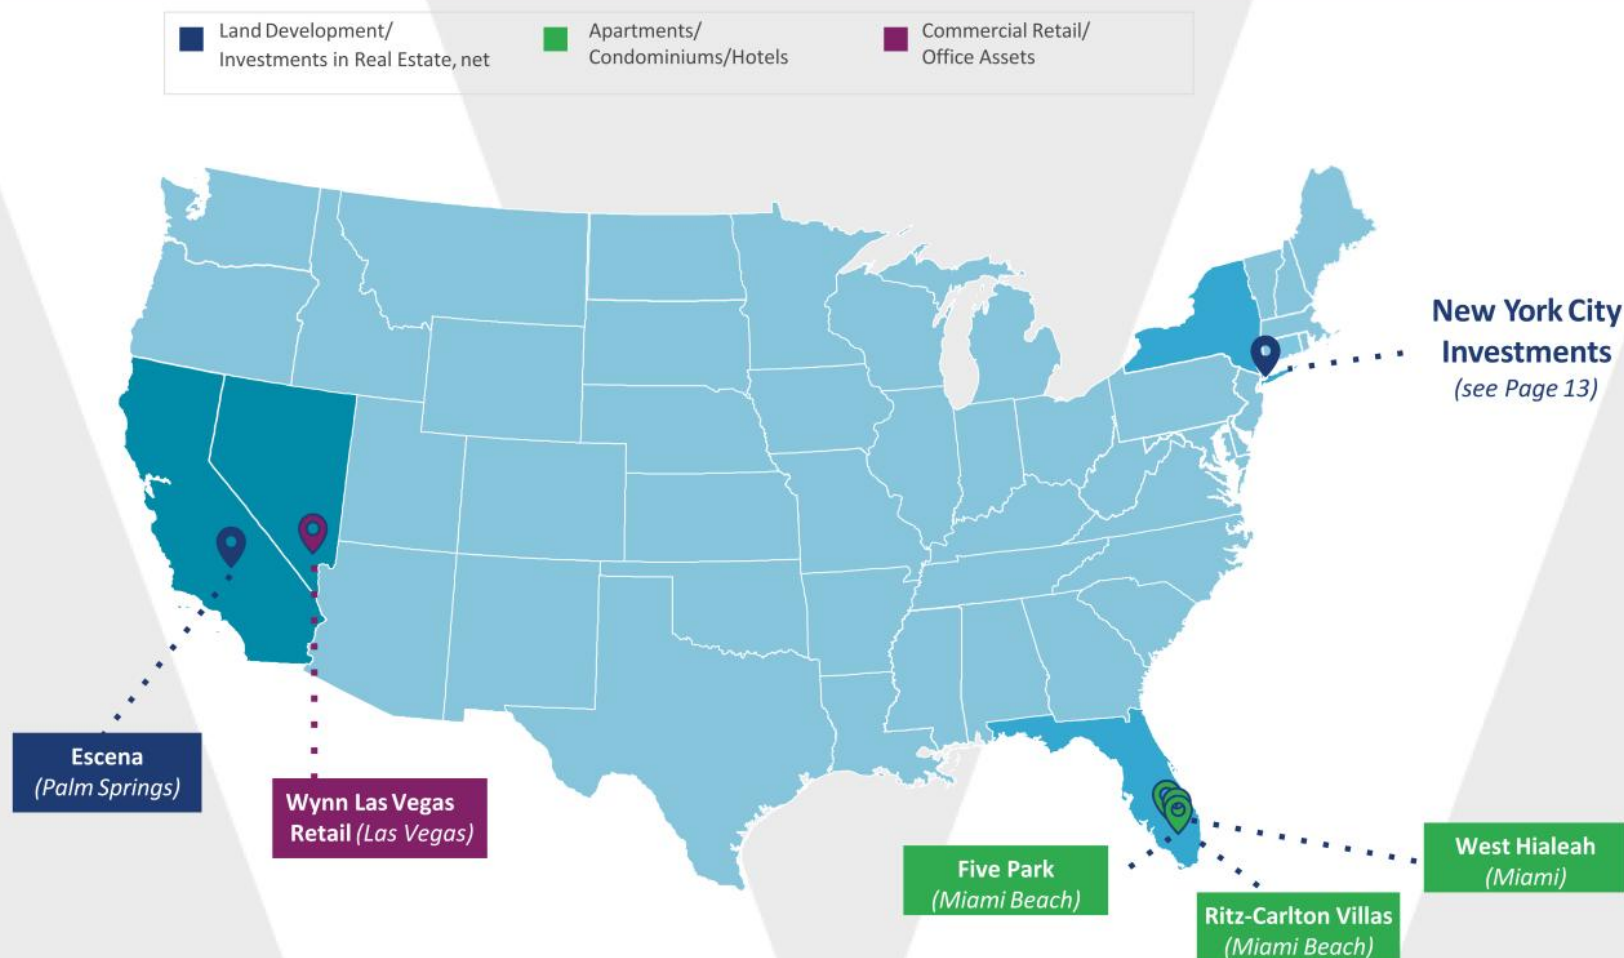 Land Development/
Investments in Real Estate, net
Apartments/
Condominiums/Hotels
Commercial Retail/
Office Assets
New York City
Investments
(see Page 13)
Escena
(Palm Springs)
Wynn Las Vegas
Retail (Las Vegas)
Five Park
(Miami Beach)
West Hialeah
(Miami)
Ritz-Carlton Villas
(Miami Beach)